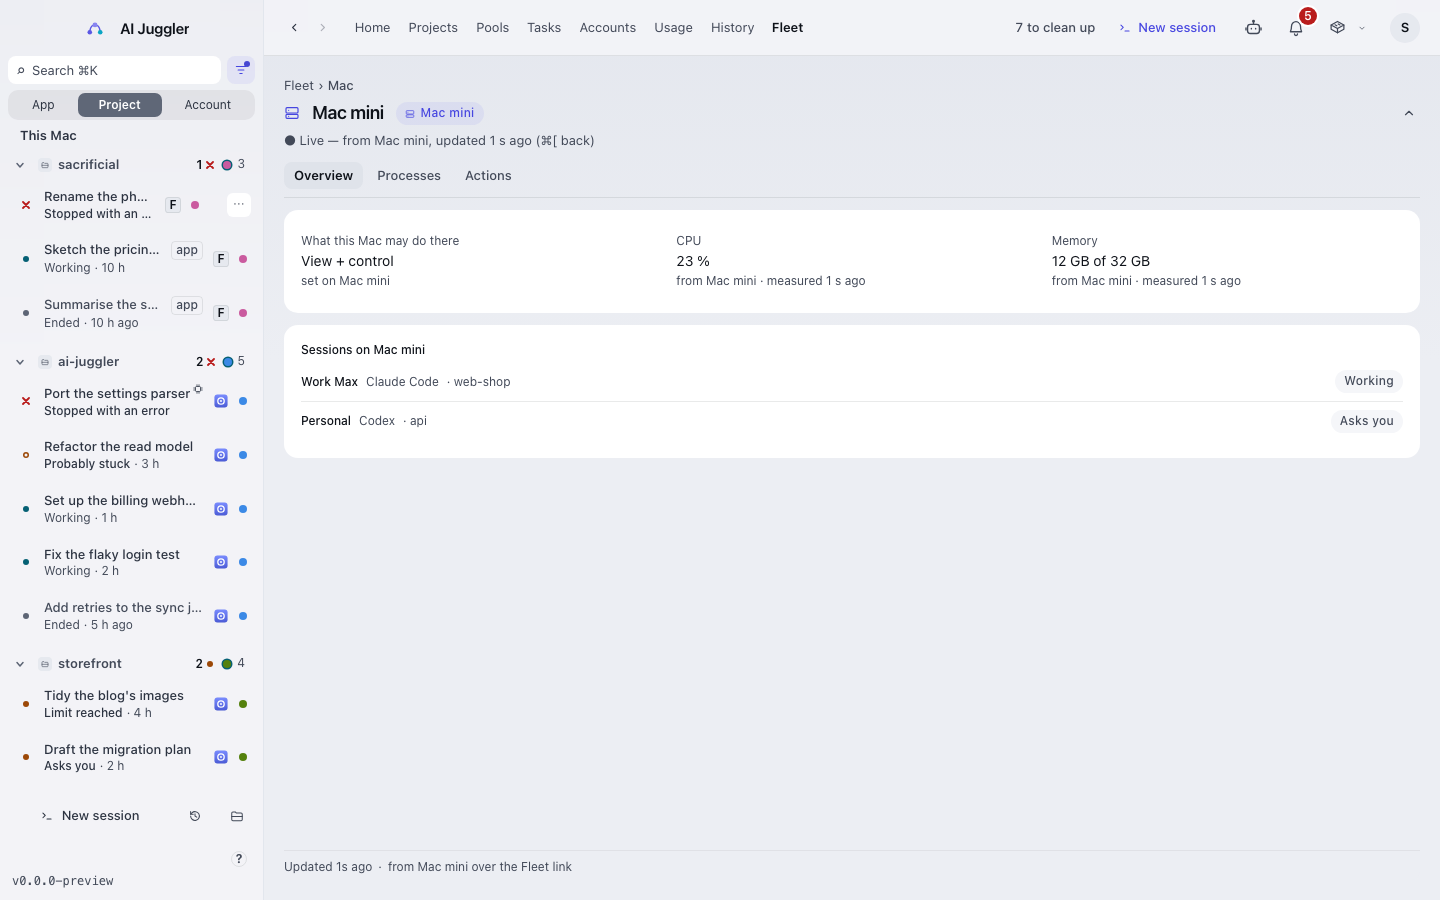 AI Juggler
Search ⌘K
App Project Account
This Mac
sacrificial 1 3
Rename the ph... F
Stopped with an ...
Sketch the pricin... app F
Working · 10 h
Summarise the s... app F
Ended · 10 h ago
ai-juggler 2 5
Port the settings parser
Stopped with an error
Refactor the read model
Probably stuck · 3 h
Set up the billing webh...
Working · 1 h
Fix the flaky login test
Working · 2 h
Add retries to the sync j...
Ended · 5 h ago
storefront 2 4
Tidy the blog's images
Limit reached · 4 h
Draft the migration plan
Asks you · 2 h
New session
?
v0.0.0-preview
Home Projects Pools Tasks Accounts Usage History Fleet 7 to clean up New session 5 S
Fleet › Mac
Mac mini Mac mini
Live — from Mac mini, updated 1 s ago (⌘[ back)
Overview Processes Actions
What this Mac may do there
View + control
set on Mac mini
CPU
23 %
from Mac mini · measured 1 s ago
Memory
12 GB of 32 GB
from Mac mini · measured 1 s ago
Sessions on Mac mini
Work Max Claude Code · web-shop Working
Personal Codex · api Asks you
Updated 1s ago · from Mac mini over the Fleet link